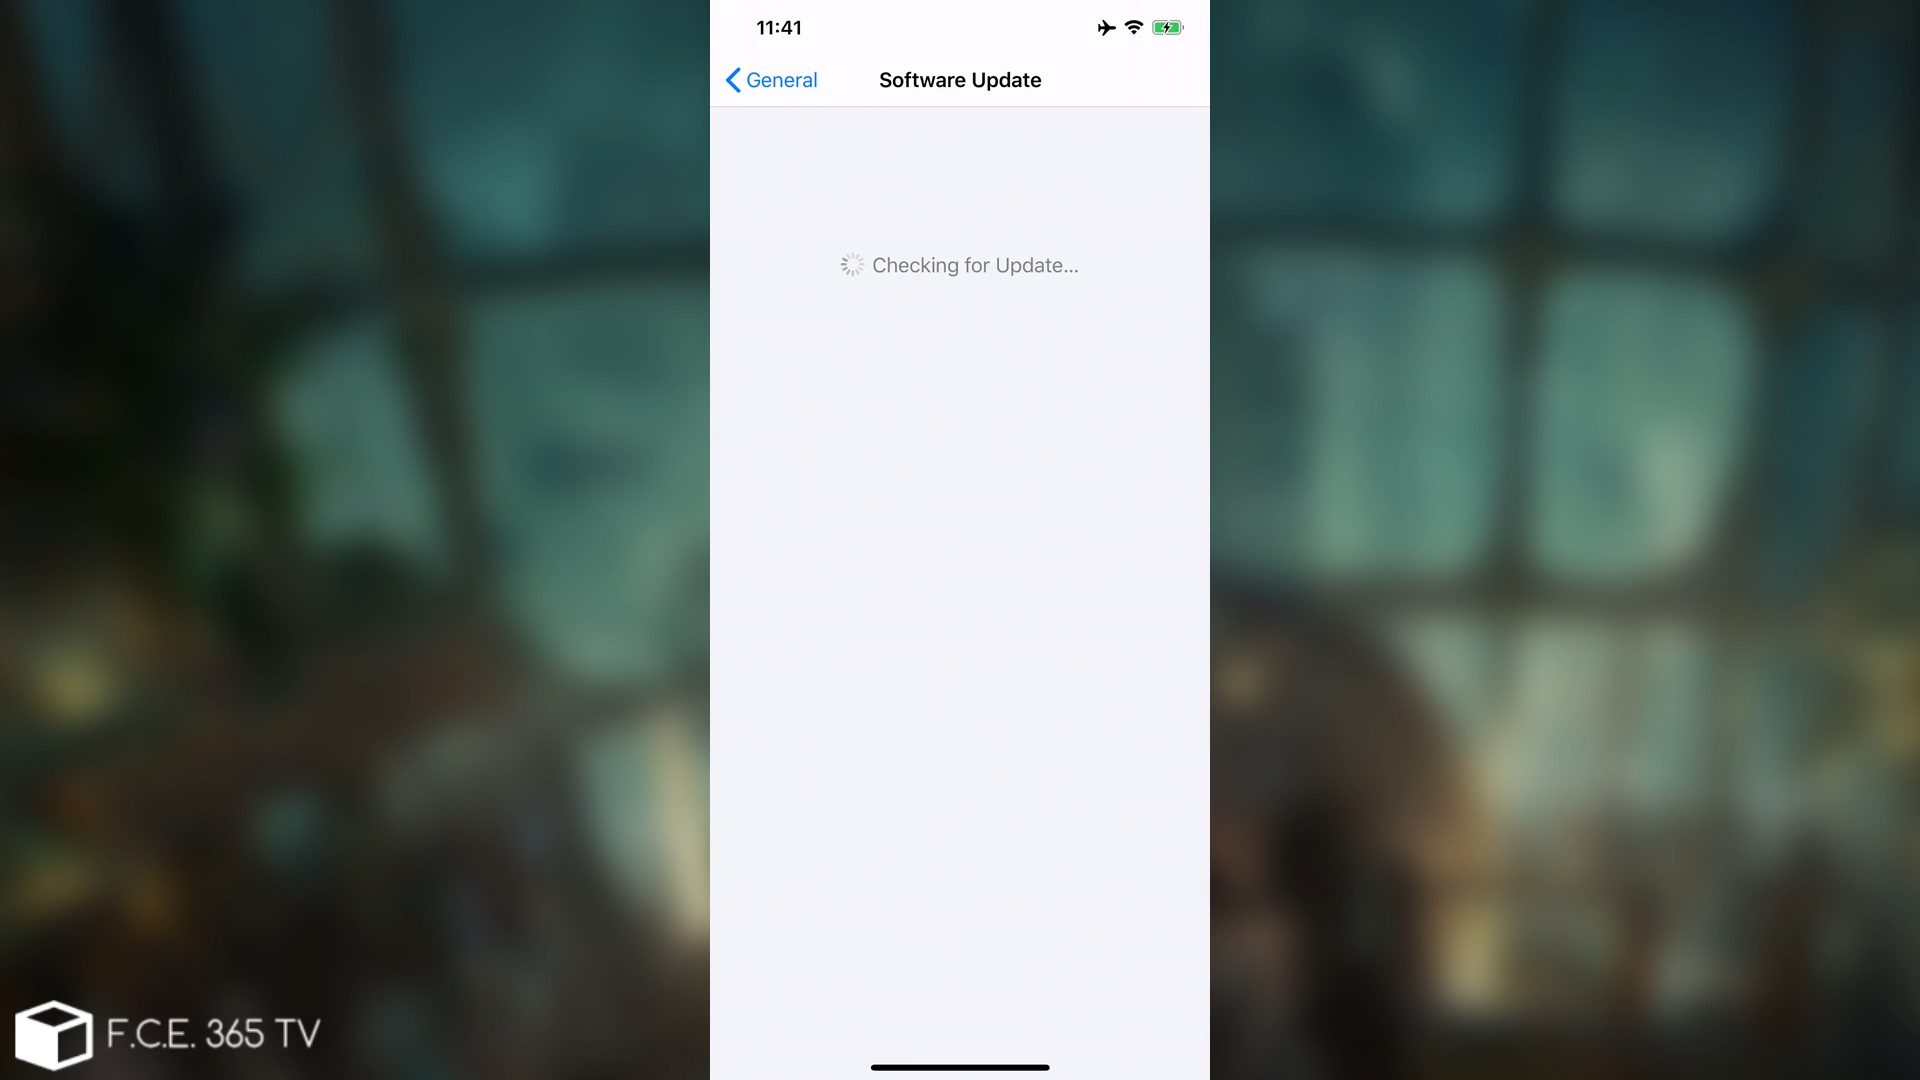 11:41
General
Software Update
Checking for Update...
F.C.E. 365 TV